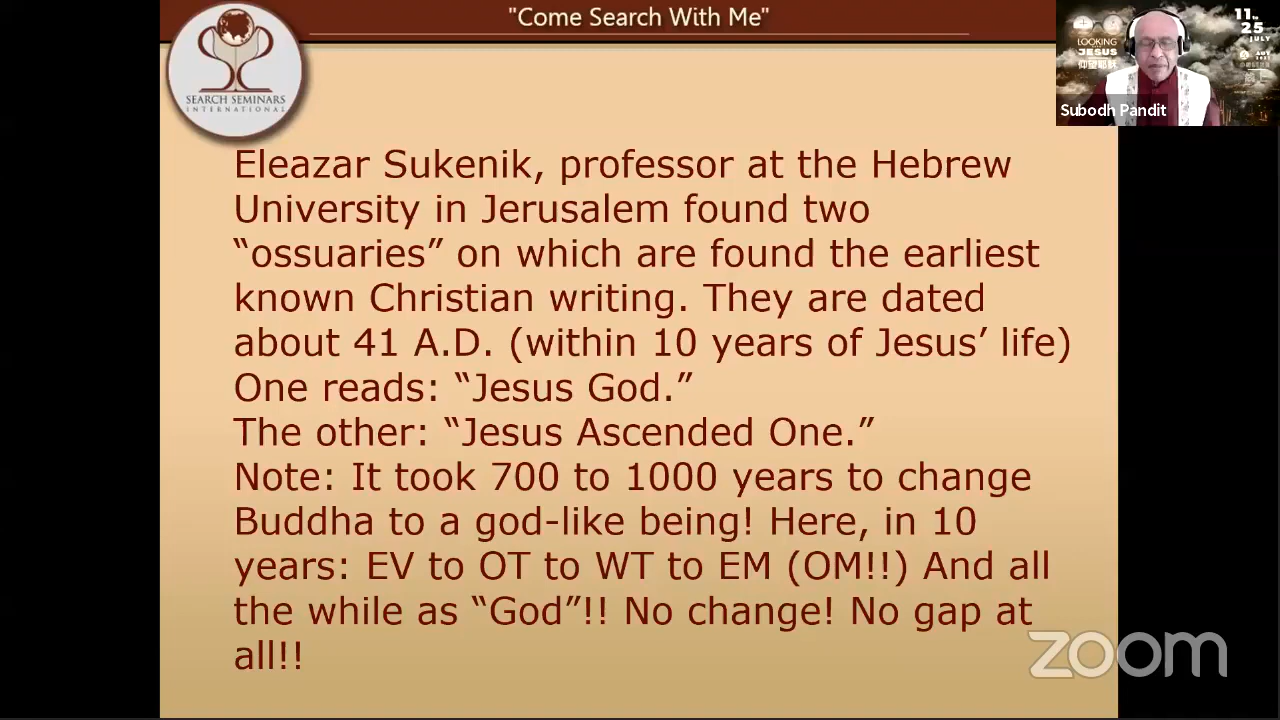 "Come Search With Me"
SEARCH SEMINARS
INTERNATIONAL
Eleazar Sukenik, professor at the Hebrew
University in Jerusalem found two
“ossuaries” on which are found the earliest
known Christian writing. They are dated
about 41 A.D. (within 10 years of Jesus’ life)
One reads: “Jesus God.”
The other: “Jesus Ascended One.”
Note: It took 700 to 1000 years to change
Buddha to a god-like being! Here, in 10
years: EV to OT to WT to EM (OM!!) And all
the while as “God”!! No change! No gap at
all!!
LOOKING
JESUS
仰望耶穌
11
25
JULY
Subodh Pandit
zoom